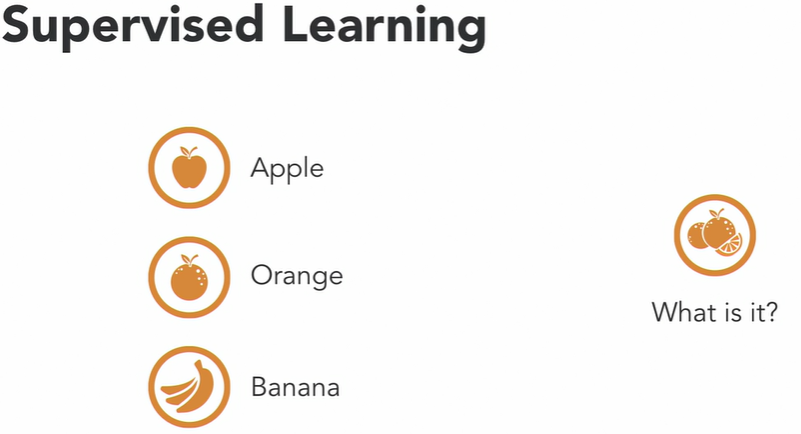 Supervised Learning
Apple
Orange
Banana
What is it?